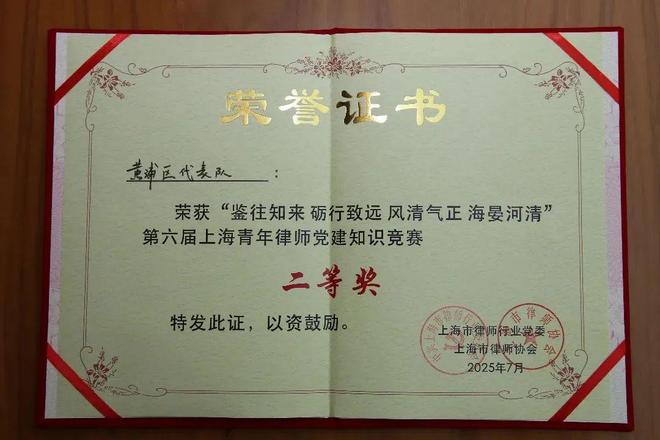 荣誉证书
黄浦区代表队：
荣获“鉴往知来 砺行致远 风清气正 海晏河清”
第六届上海青年律师党建知识竞赛
二等奖
特发此证，以资鼓励。
上海市律师行业党委
上海市律师协会
2025年7月